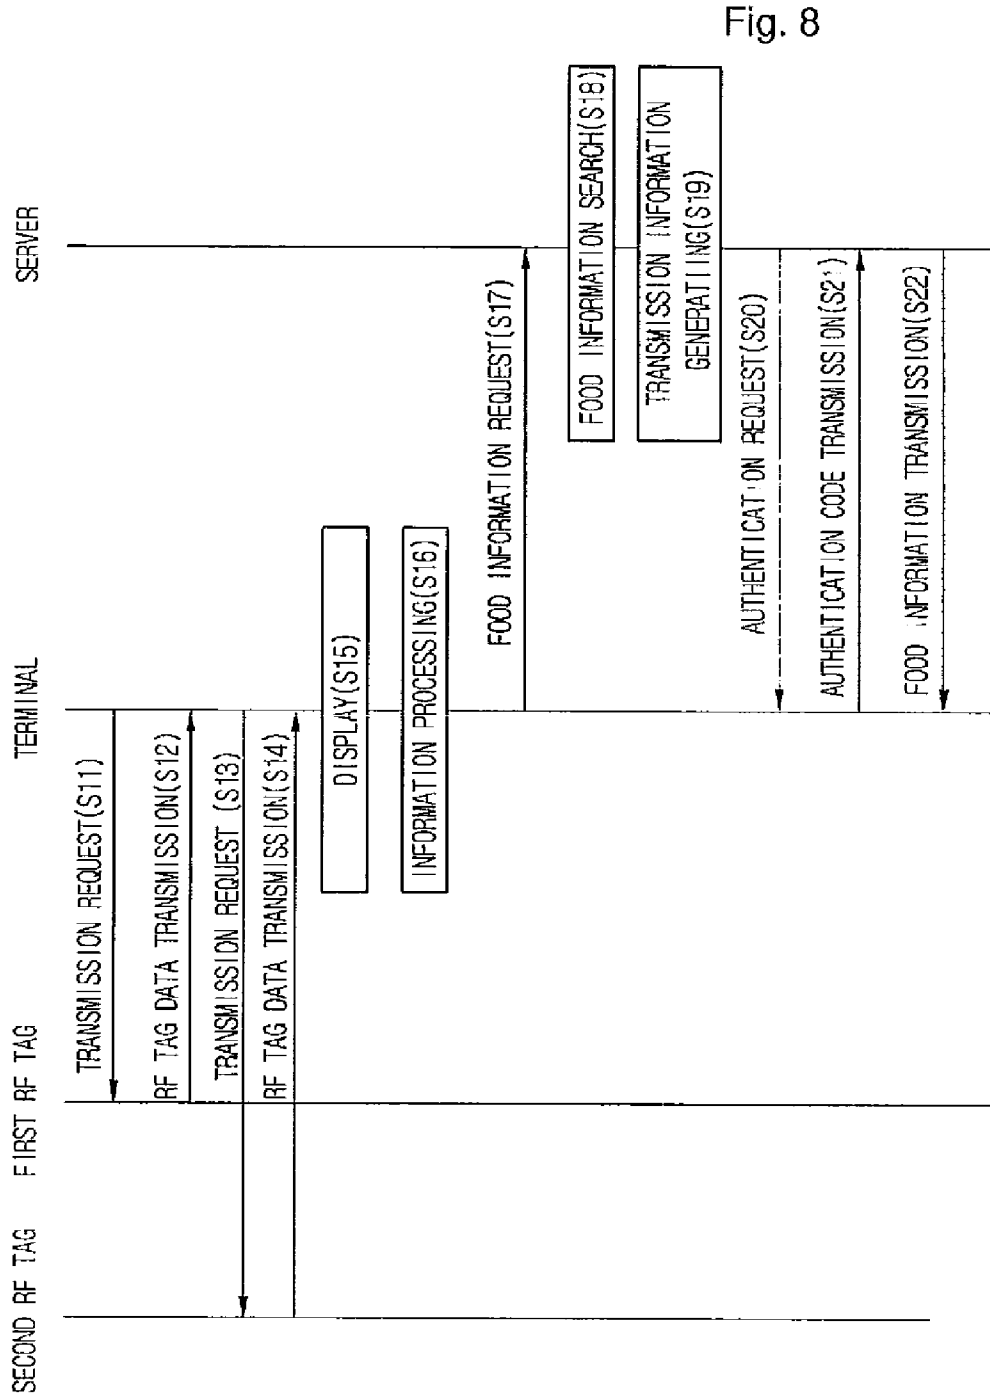 Fig. 8
SECOND RF TAG
FIRST RF TAG
TERMINAL
SERVER
TRANSMISSION REQUEST(S11)
RF TAG DATA TRANSMISSION(S12)
TRANSMISSION REQUEST (S13)
RF TAG DATA TRANSMISSION(S14)
DISPLAY(S15)
INFORMATION PROCESSING(S16)
FOOD INFORMATION REQUEST(S17)
FOOD INFORMATION SEARCH(S18)
TRANSMISSION INFORMATION
GENERATIING(S19)
AUTHENTICATION REQUEST(S20)
AUTHENTICATION CODE TRANSMISSION(S21)
FOOD INFORMATION TRANSMISSION(S22)